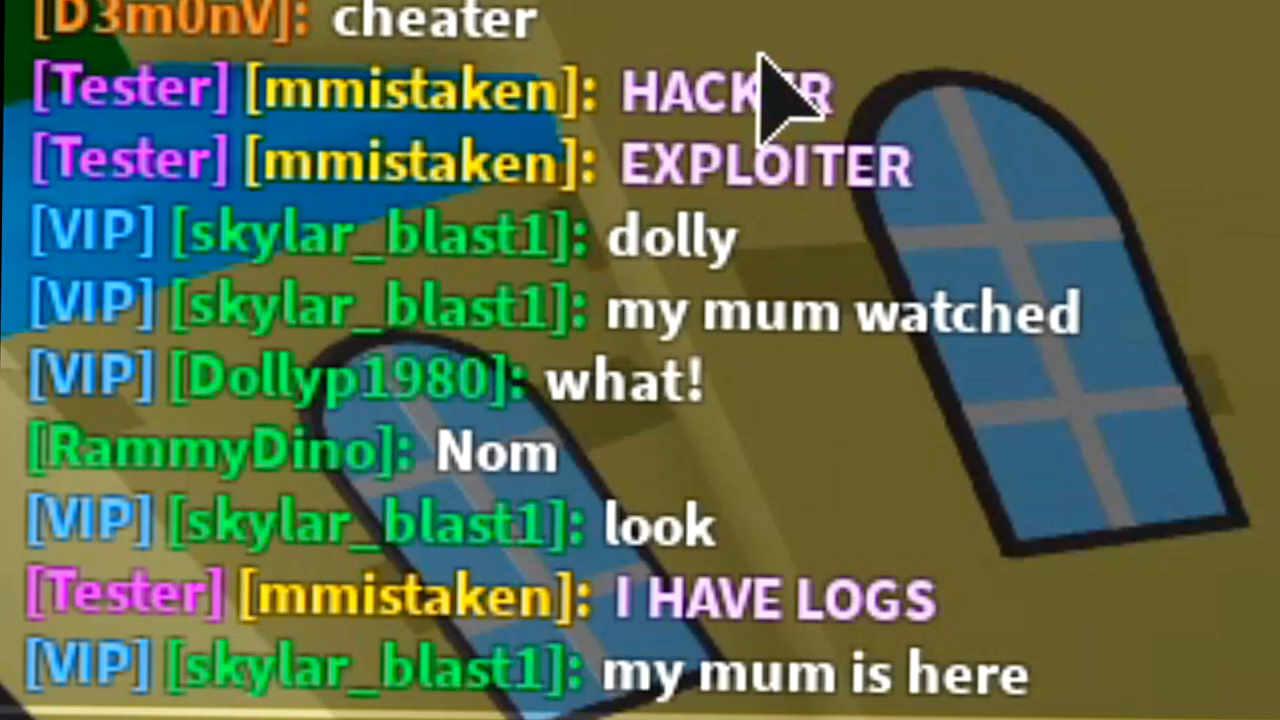 [D3m0nV]: cheater
[Tester] [mmistaken]: HACKER
[Tester] [mmistaken]: EXPLOITER
[VIP] [skylar_blast1]: dolly
[VIP] [skylar_blast1]: my mum watched
[VIP] [Dollyp1980]: what!
[RammyDino]: Nom
[VIP] [skylar_blast1]: look
[Tester] [mmistaken]: I HAVE LOGS
[VIP] [skylar_blast1]: my mum is here